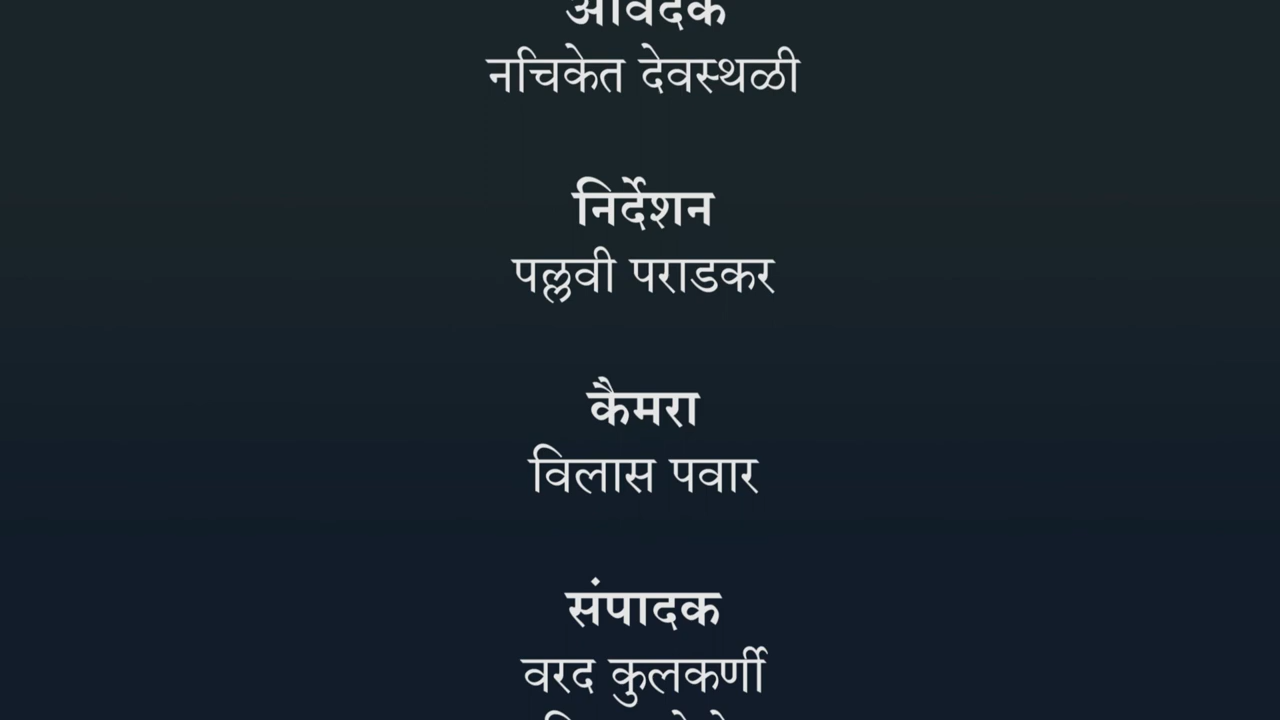 नचिकेत देवस्थळी
निर्देशन
पल्लवी पराडकर
कैमरा
विलास पवार
संपादक
वरद कुलकर्णी